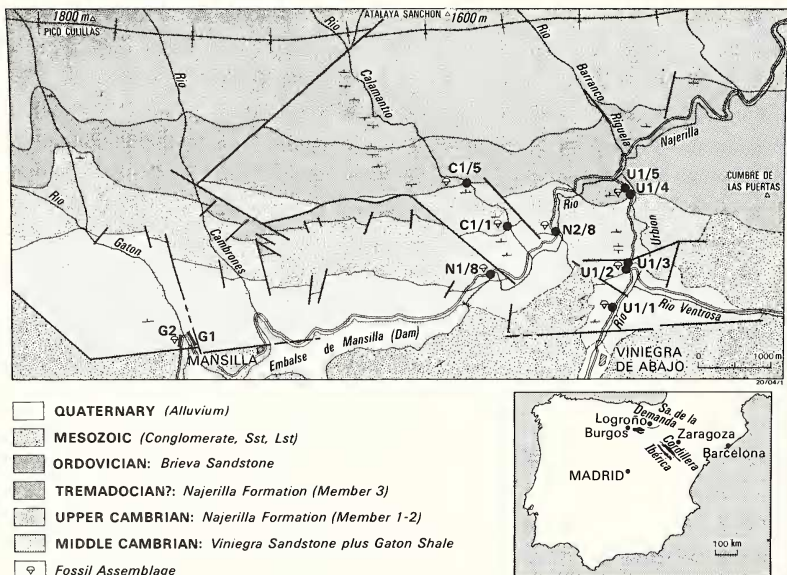 1800 m
PICO CULILLAS
ATALAYA SANCHON
1600 m
Rio
Rio
Rio
Calamantio
Barranco
Riguela
Najerilla
CUMBRE DE
LAS PUERTAS
C1/5
U1/5
U1/4
Rio
Urbion
C1/1
N2/8
Rio
Gaton
Cambrones
N1/8
U1/3
U1/2
U1/1
Rio
Rio Ventrosa
G2
G1
MANSILLA
Embalse de Mansilla (Dam)
VINIEGRA
DE ABAJO
0 1000 m
20/04/1
QUATERNARY (Alluvium)
MESOZOIC (Conglomerate, Sst, Lst)
ORDOVICIAN: Brieva Sandstone
TREMADOCIAN?: Najerilla Formation (Member 3)
UPPER CAMBRIAN: Najerilla Formation (Member 1-2)
MIDDLE CAMBRIAN: Viniegra Sandstone plus Gaton Shale
Fossil Assemblage
Sa. de la
Demanda
Logroño
Burgos
Zaragoza
Cordillera
Ibérica
Barcelona
MADRID
100 km